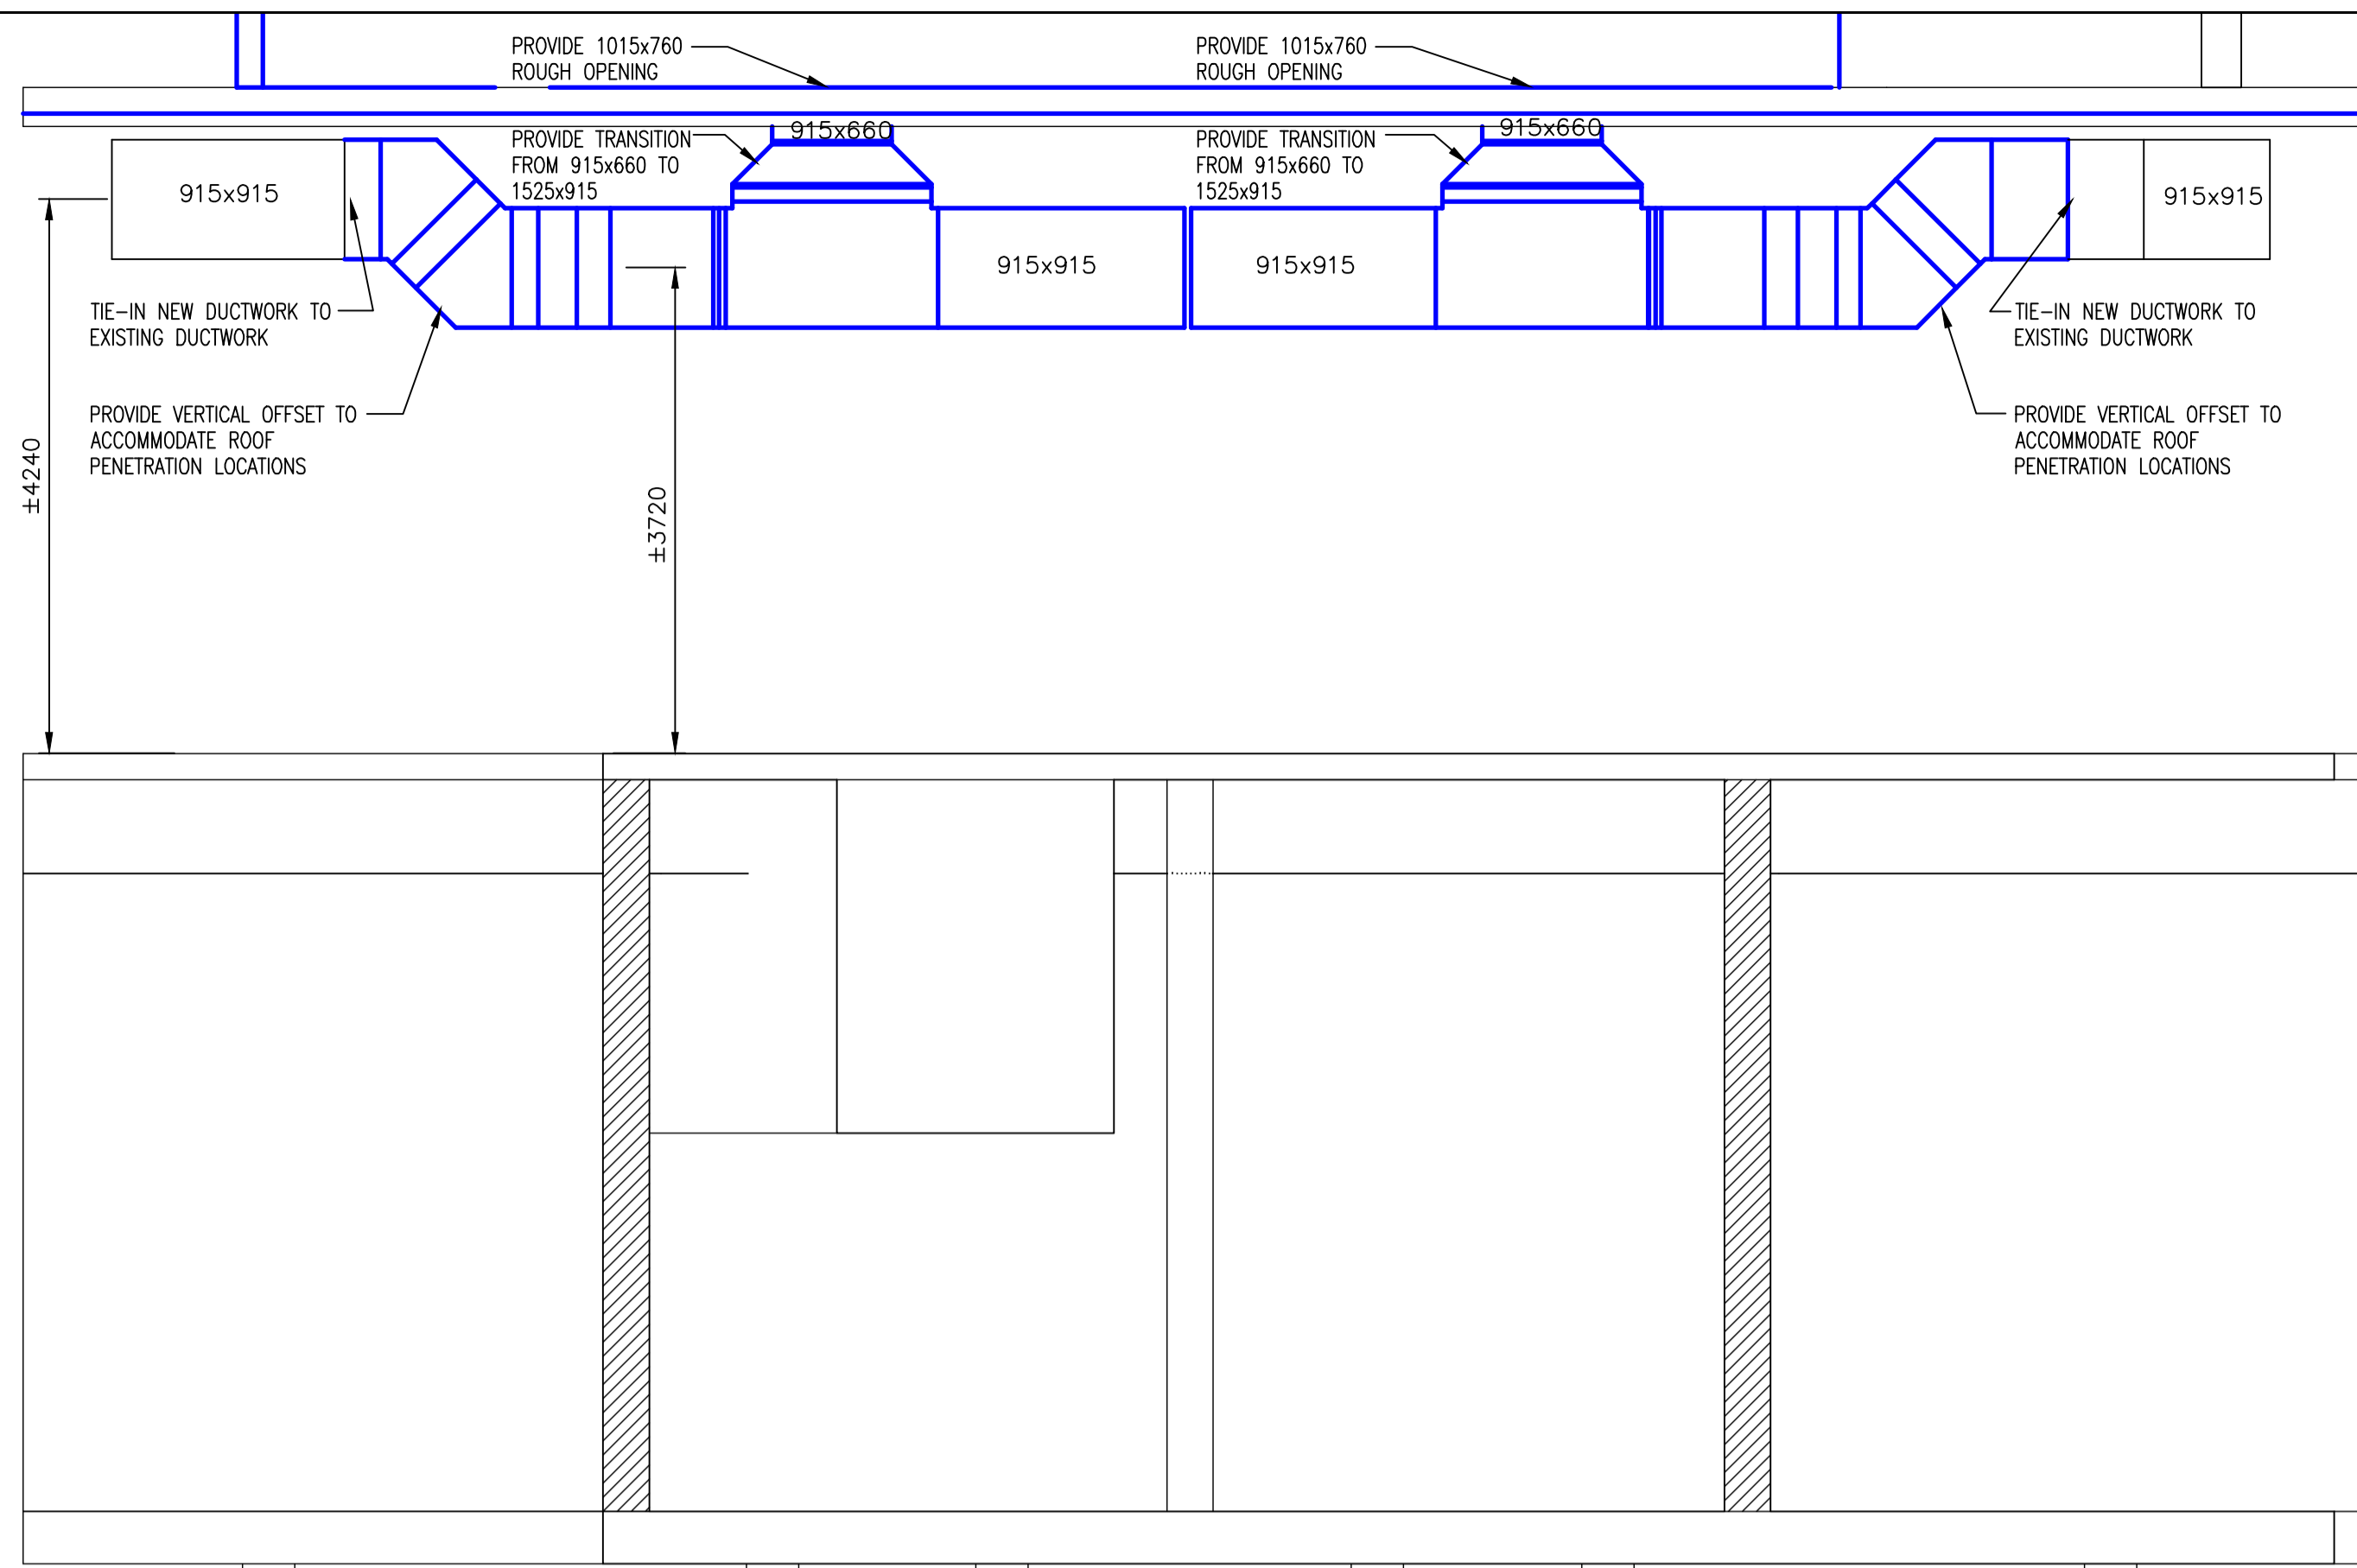 PROVIDE 1015x760
ROUGH OPENING
PROVIDE 1015x760
ROUGH OPENING
PROVIDE TRANSITION
FROM 915x660 TO
1525x915
915x660
PROVIDE TRANSITION
FROM 915x660 TO
1525x915
915x660
915x915
915x915
915x915
915x915
TIE-IN NEW DUCTWORK TO
EXISTING DUCTWORK
TIE-IN NEW DUCTWORK TO
EXISTING DUCTWORK
PROVIDE VERTICAL OFFSET TO
ACCOMMODATE ROOF
PENETRATION LOCATIONS
PROVIDE VERTICAL OFFSET TO
ACCOMMODATE ROOF
PENETRATION LOCATIONS
±4240
±3720